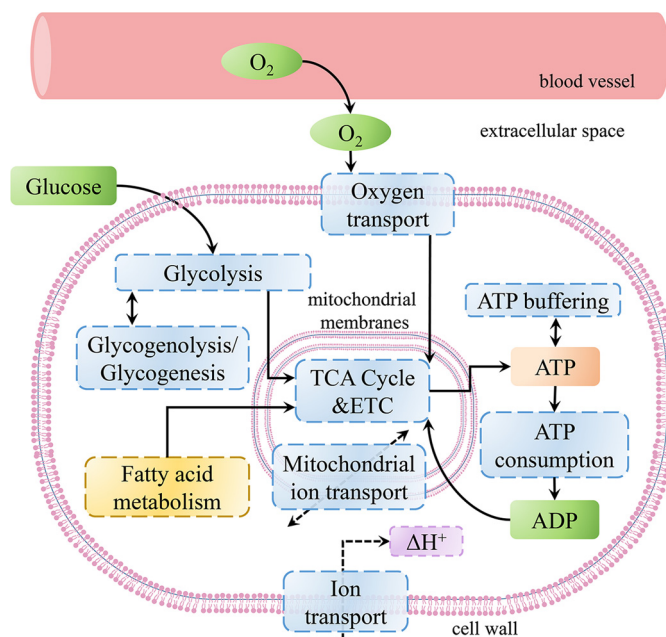 O₂
blood vessel
O₂
extracellular space
Glucose
Oxygen
transport
Glycolysis
mitochondrial
membranes
ATP buffering
Glycogenolysis/
Glycogenesis
TCA Cycle
&ETC
ATP
ATP
consumption
Fatty acid
metabolism
Mitochondrial
ion transport
ADP
ΔH⁺
Ion
transport
cell wall